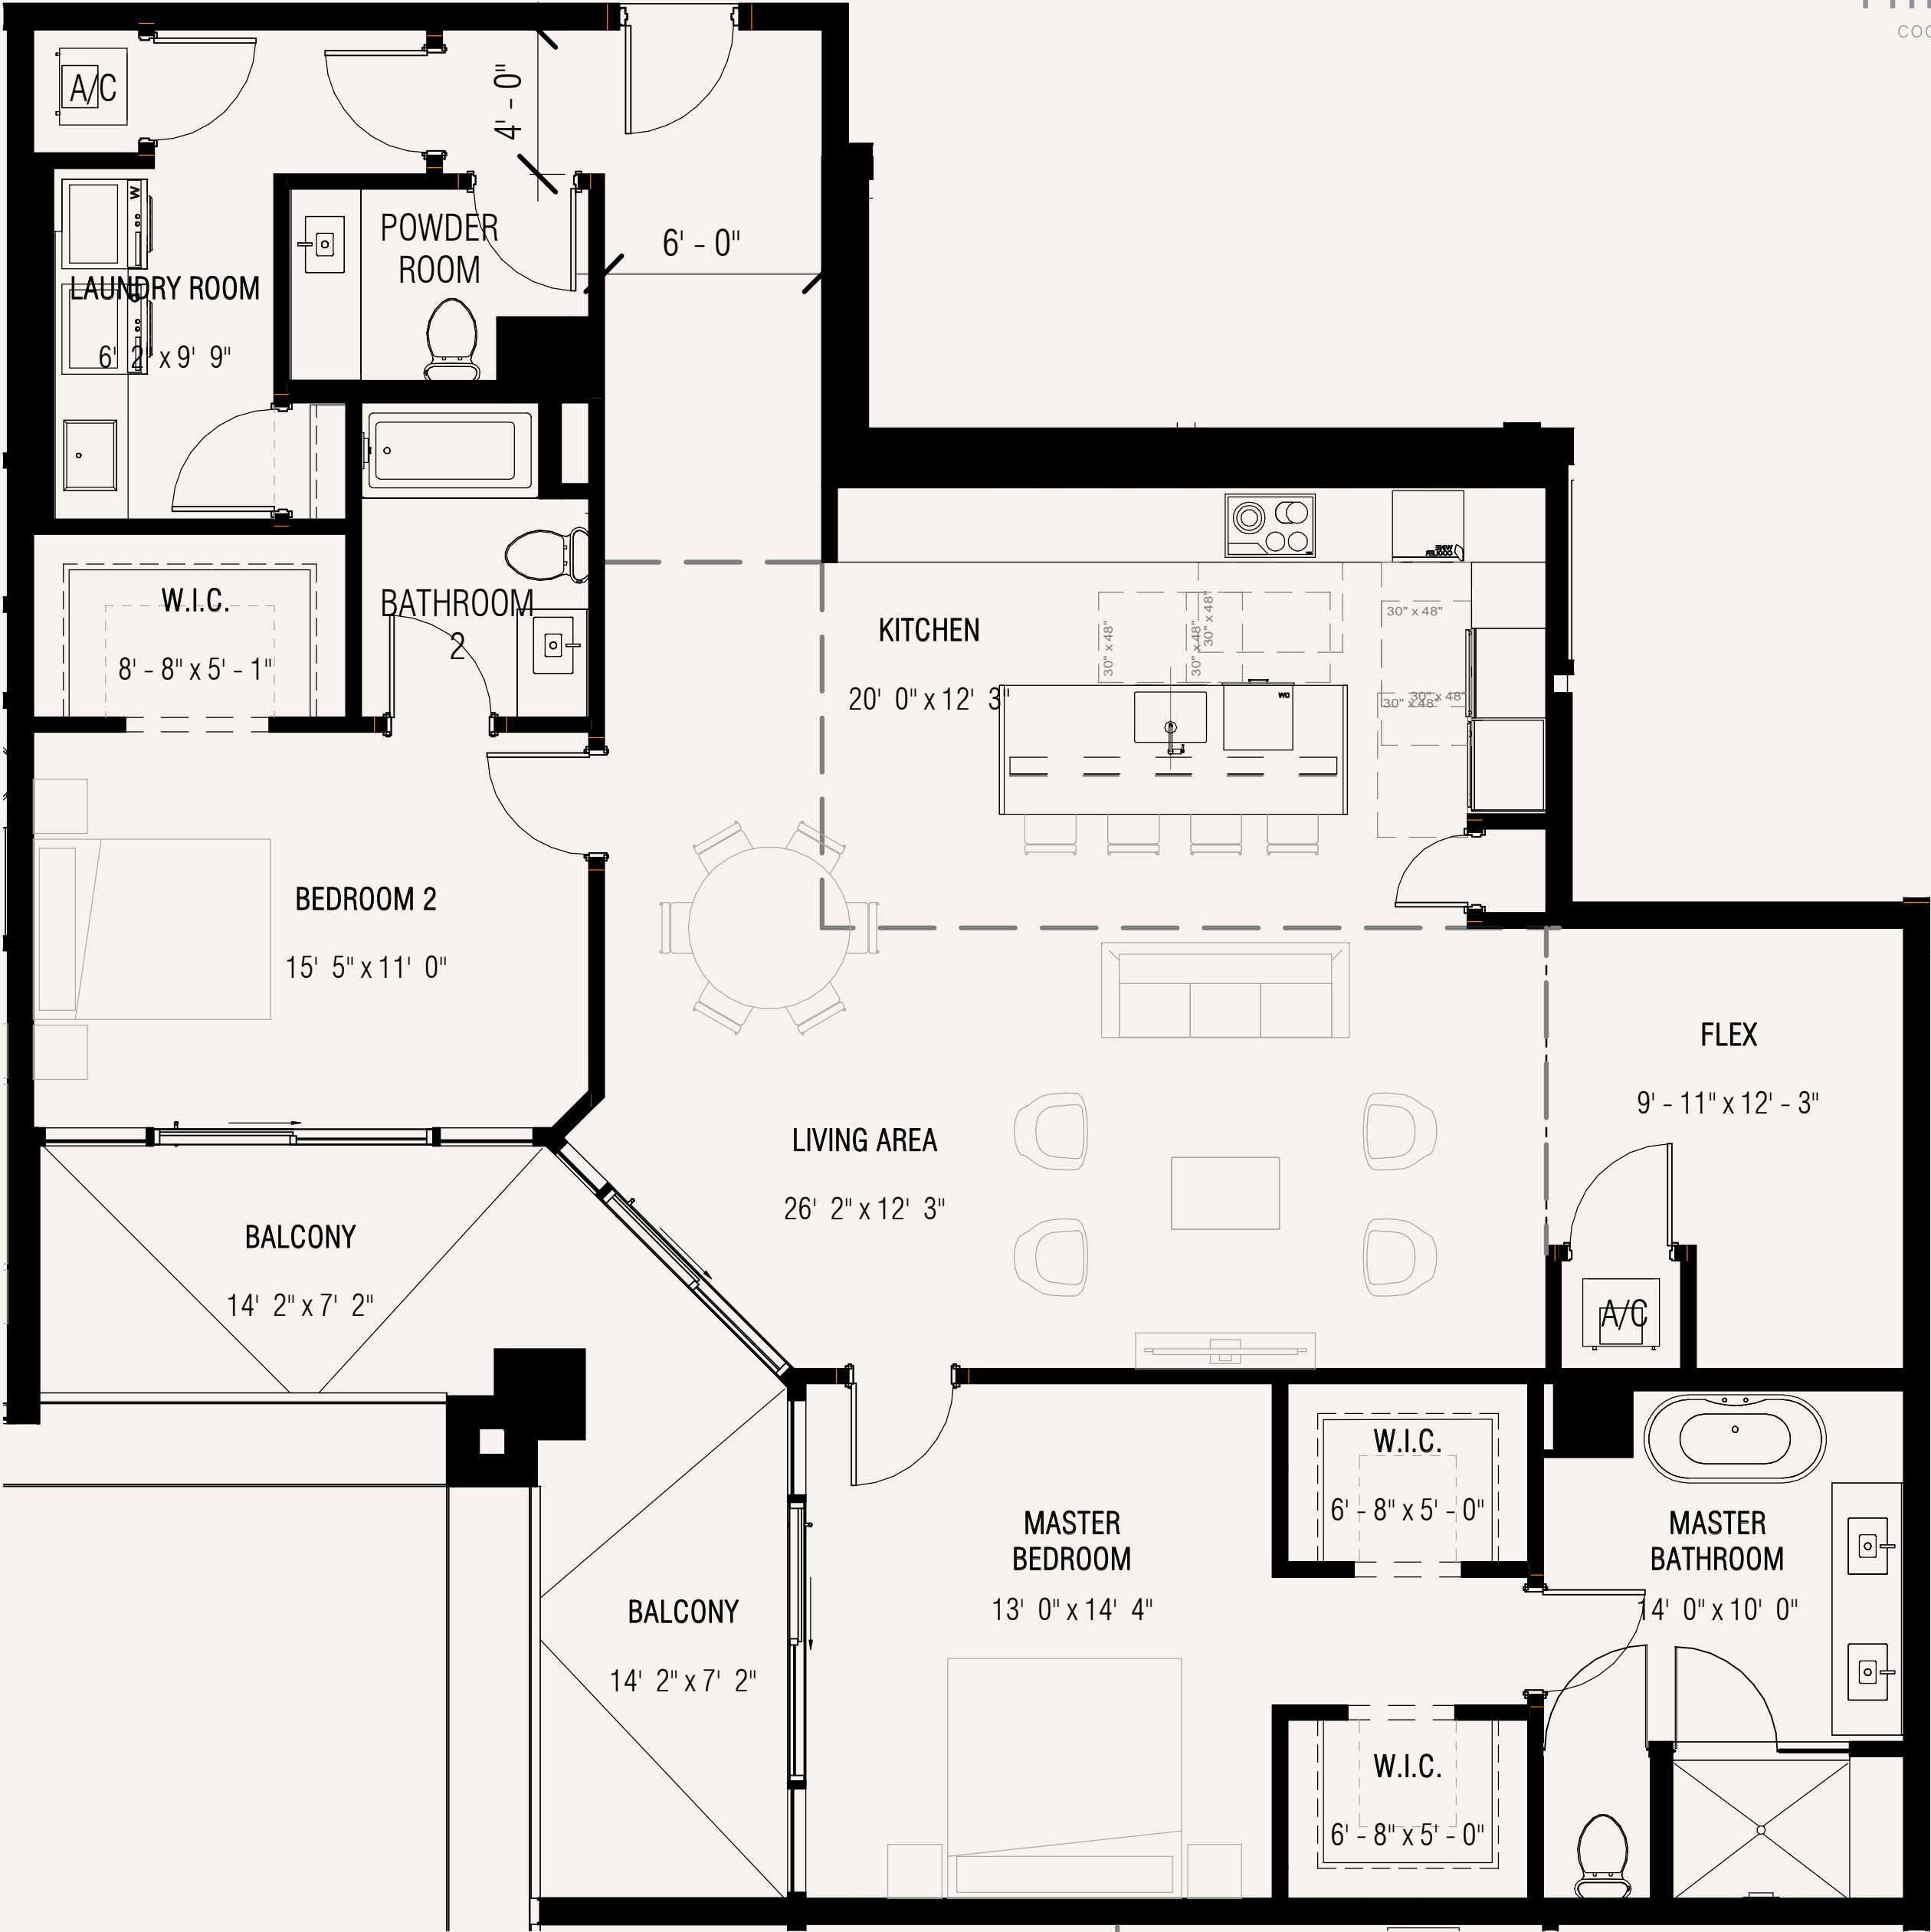 COC
A/C
4' - 0"
W
POWDER
ROOM
6' - 0"
LAUNDRY ROOM
6' 2" x 9' 9"
WINE
COOLER
W.I.C.
8' - 8" x 5' - 1"
BATHROOM
2
KITCHEN
20' 0" x 12' 3"
30" x 48"
30" x 48"
30" x 48"
30" x 48"
30" x 48"
30" x 48"
DW
BEDROOM 2
15' 5" x 11' 0"
FLEX
9' - 11" x 12' - 3"
LIVING AREA
26' 2" x 12' 3"
BALCONY
14' 2" x 7' 2"
A/C
W.I.C.
6' - 8" x 5' - 0"
MASTER
BEDROOM
13' 0" x 14' 4"
MASTER
BATHROOM
14' 0" x 10' 0"
BALCONY
14' 2" x 7' 2"
W.I.C.
6' - 8" x 5' - 0"